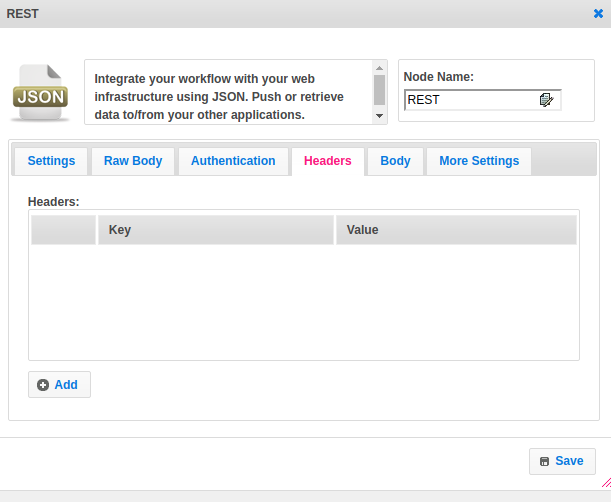 REST
JSON
Integrate your workflow with your web
infrastructure using JSON. Push or retrieve
data to/from your other applications.
Node Name:
REST
Settings
Raw Body
Authentication
Headers
Body
More Settings
Headers:
Key
Value
Add
Save